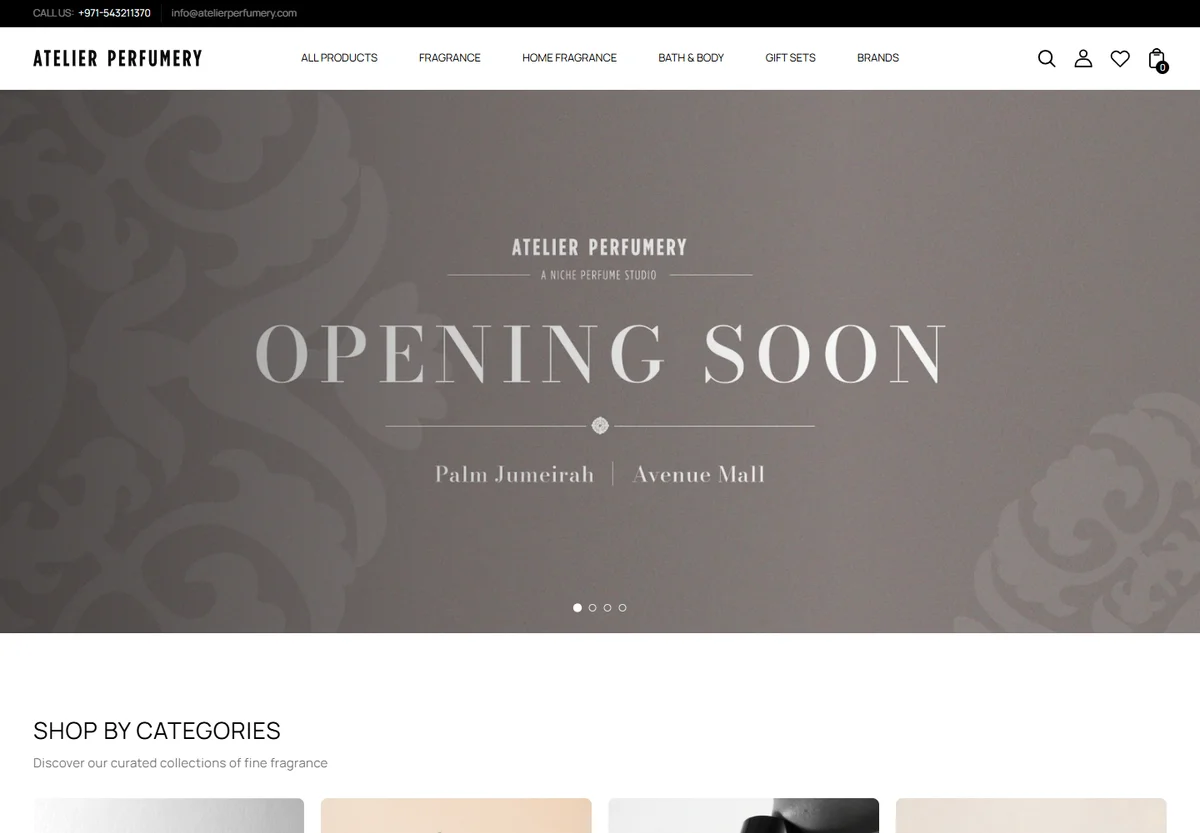 CALL US: +971-543211370 info@atelierperfumery.com
ATELIER PERFUMERY ALL PRODUCTS FRAGRANCE HOME FRAGRANCE BATH & BODY GIFT SETS BRANDS 0
ATELIER PERFUMERY
A NICHE PERFUME STUDIO
OPENING SOON
Palm Jumeirah | Avenue Mall
SHOP BY CATEGORIES
Discover our curated collections of fine fragrance